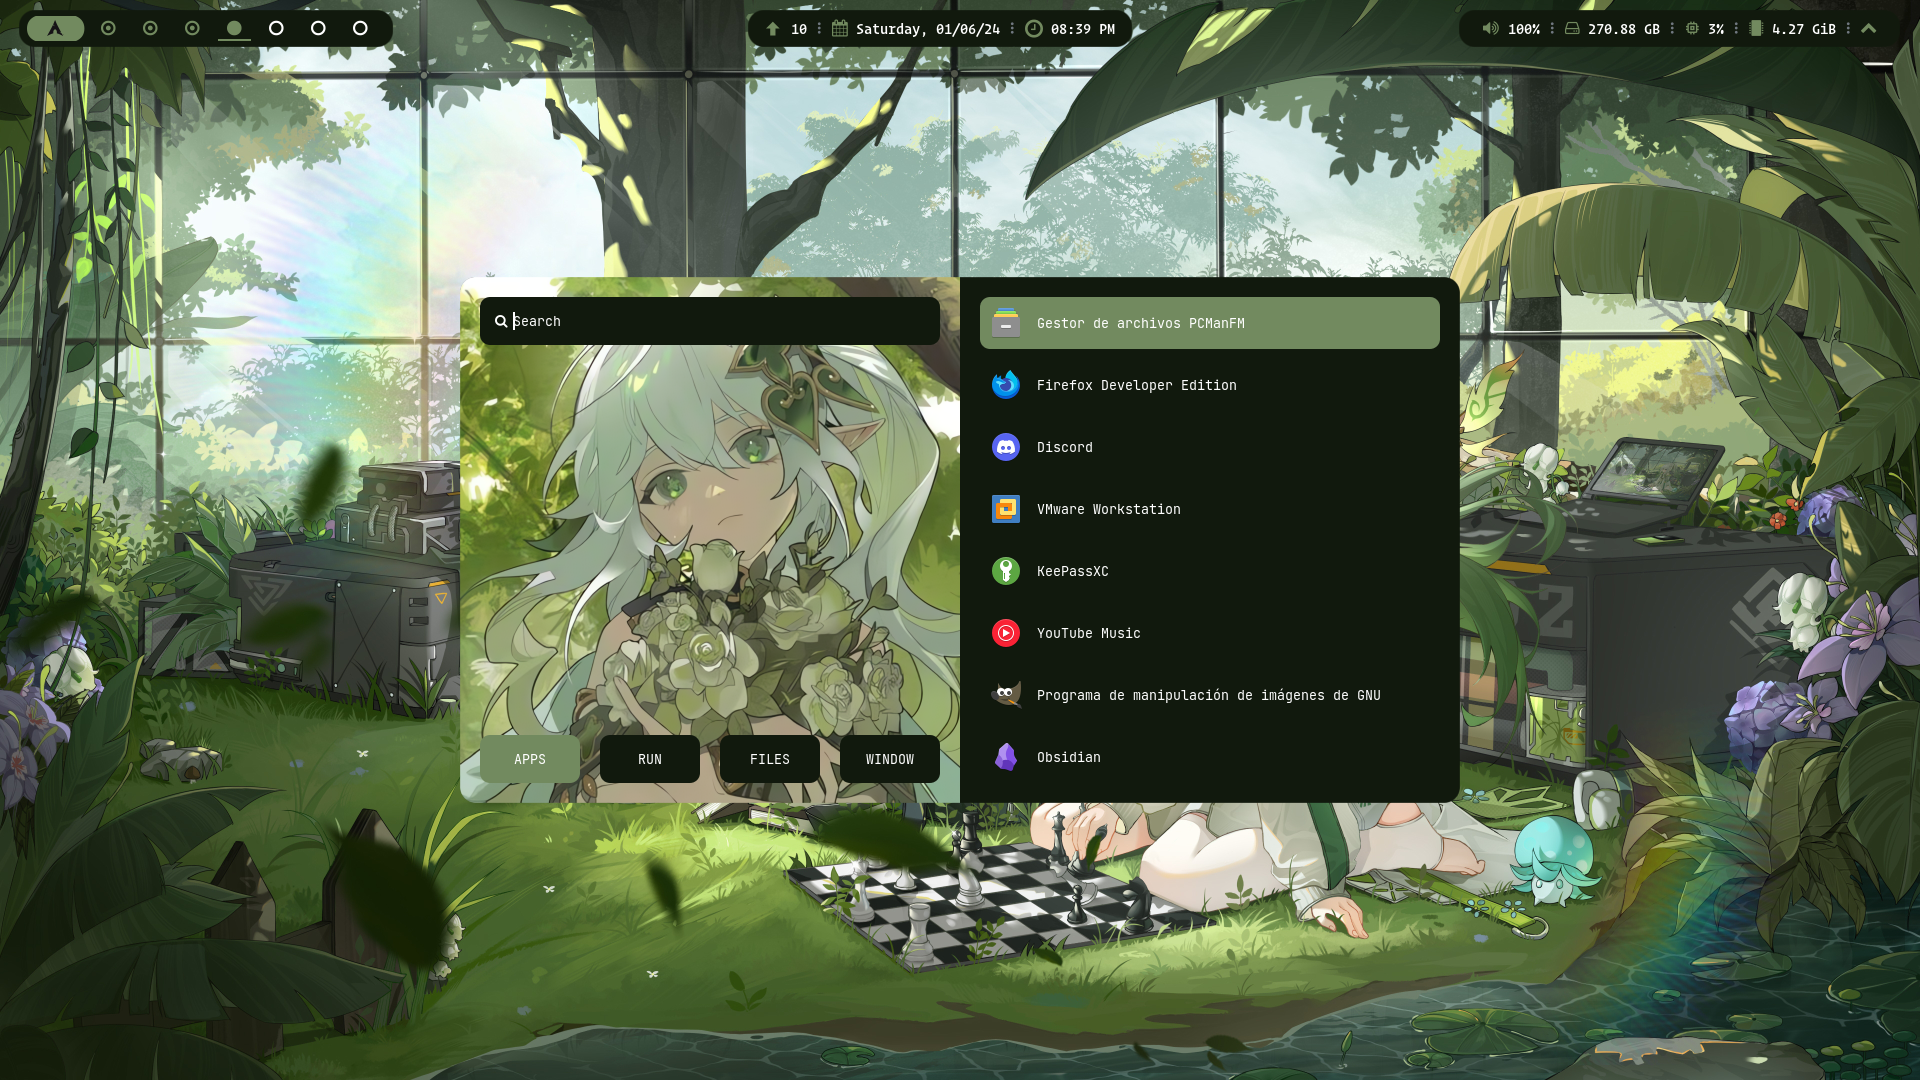 10 Saturday, 01/06/24 08:39 PM
100% 270.88 GB 3% 4.27 GiB
Search
APPS RUN FILES WINDOW
Gestor de archivos PCManFM
Firefox Developer Edition
Discord
VMware Workstation
KeePassXC
YouTube Music
Programa de manipulación de imágenes de GNU
Obsidian
2